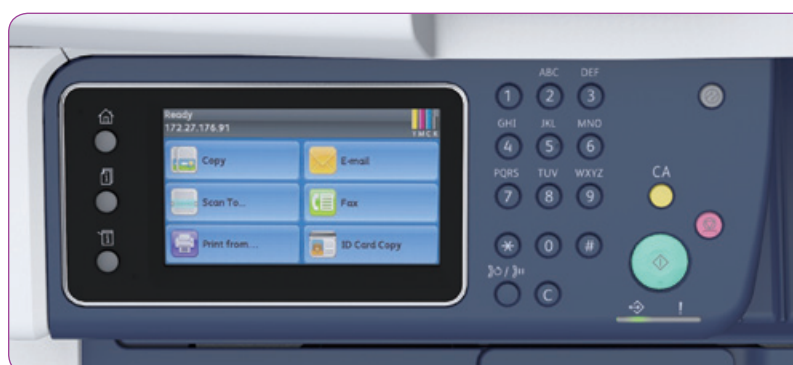 Ready
172.27.176.91
Y M C K
Copy
E-mail
Scan To...
Fax
Print from...
ID Card Copy
ABC DEF
1 2 3
GHI JKL MNO
4 5 6
PQRS TUV WXYZ
7 8 9
* 0 #
C
CA
!